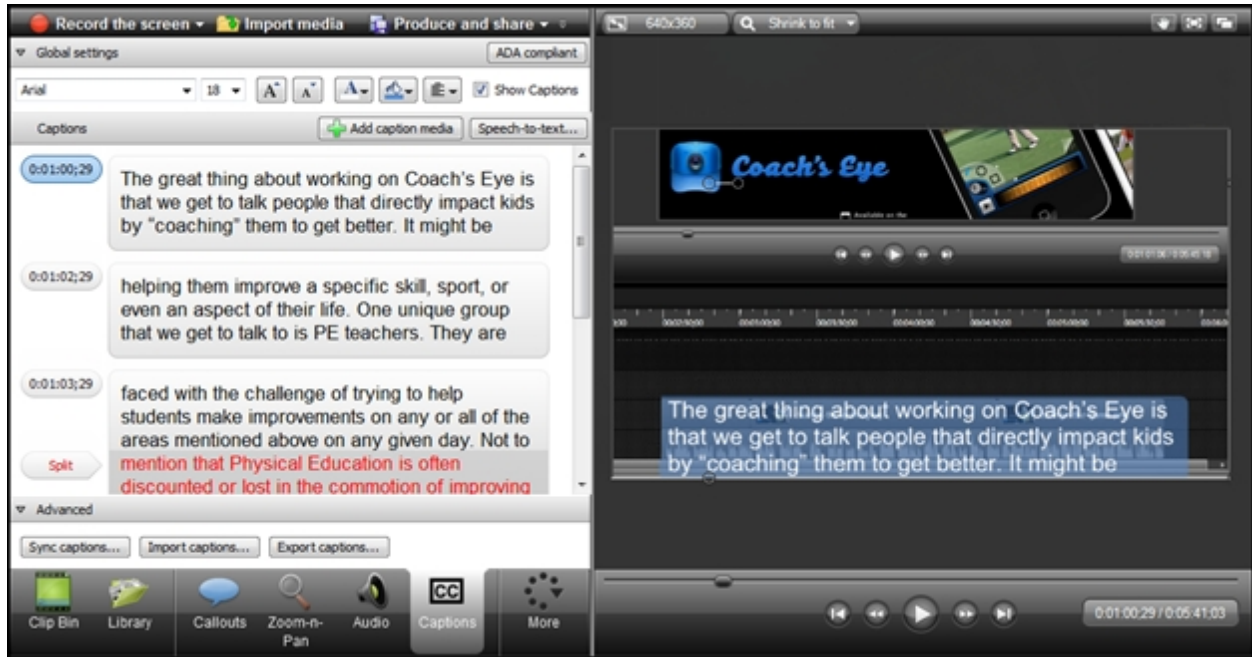 Record the screen
Import media
Produce and share
Global settings
ADA compliant
Arial
18
Show Captions
Captions
Add caption media
Speech-to-text...
0:01:00;29
The great thing about working on Coach's Eye is
that we get to talk people that directly impact kids
by "coaching" them to get better. It might be
0:01:02;29
helping them improve a specific skill, sport, or
even an aspect of their life. One unique group
that we get to talk to is PE teachers. They are
0:01:03;29
faced with the challenge of trying to help
students make improvements on any or all of the
areas mentioned above on any given day. Not to
Split
mention that Physical Education is often
discounted or lost in the commotion of improving
Advanced
Sync captions...
Import captions...
Export captions...
Clip Bin
Library
Callouts
Zoom-n-
Pan
Audio
CC
Captions
More
640x360
Shrink to fit
Coach's Eye
Available on the
The great thing about working on Coach's Eye is
that we get to talk people that directly impact kids
by "coaching" them to get better. It might be
0:01:00;29 / 0:05:41;03